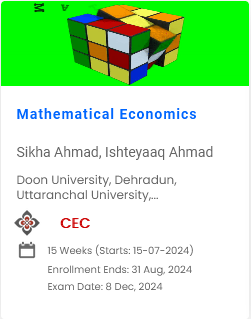 Mathematical Economics
Sikha Ahmad, Ishteyaaq Ahmad
Doon University, Dehradun,
Uttaranchal University,...
CEC
15 Weeks (Starts: 15-07-2024)
Enrollment Ends: 31 Aug, 2024
Exam Date: 8 Dec, 2024